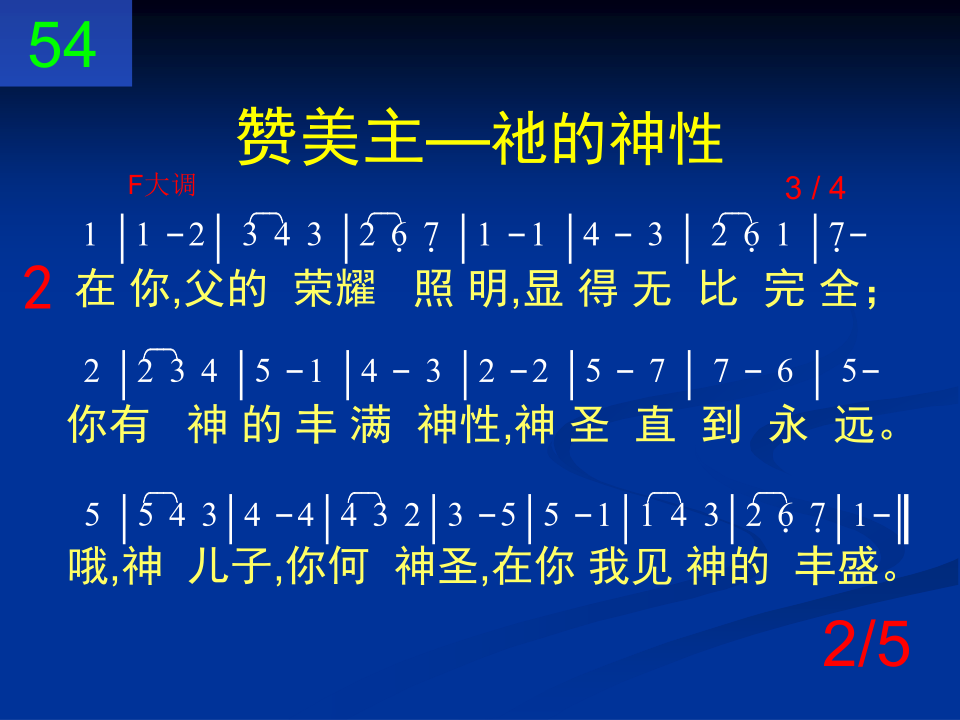 54
赞美主—祂的神性
F大调 3 / 4
1 | 1 – 2 | 3 4 3 | 2 6̣ 7̣ | 1 – 1 | 4 – 3 | 2 6̣ 1 | 7̣ –
2 在 你,父的 荣耀 照 明,显 得 无 比 完 全；
2 | 2 3 4 | 5 – 1 | 4 – 3 | 2 – 2 | 5 – 7 | 7 – 6 | 5 –
你有 神 的 丰 满 神性,神 圣 直 到 永 远。
5 | 5 4 3 | 4 – 4 | 4 3 2 | 3 – 5 | 5 – 1 | 1 4 3 | 2 6̣ 7̣ | 1 – ‖
哦,神 儿子,你何 神圣,在你 我见 神的 丰盛。
2/5